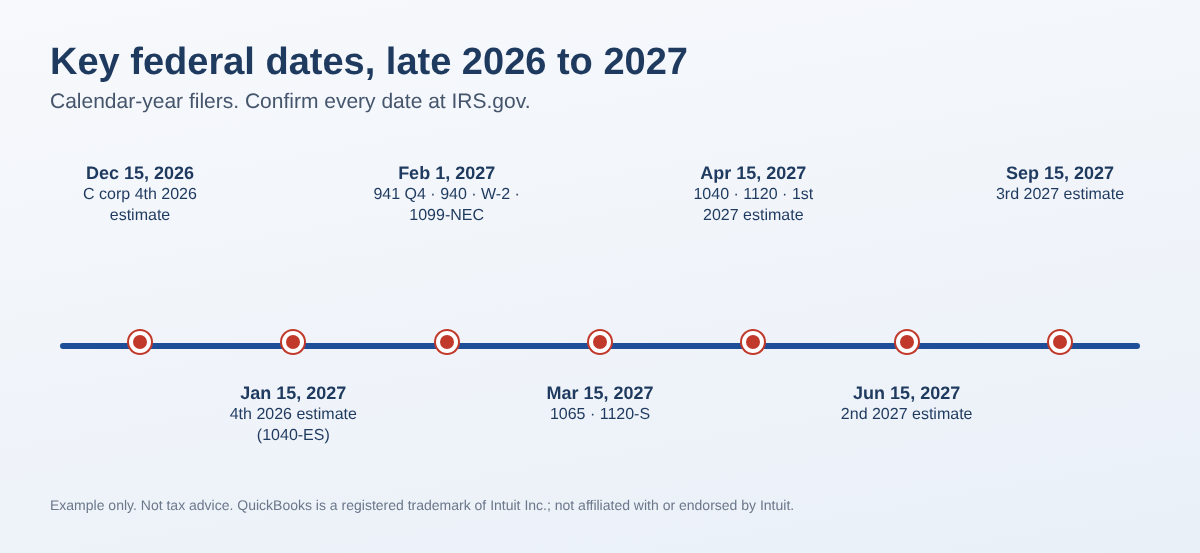 Key federal dates, late 2026 to 2027
Calendar-year filers. Confirm every date at IRS.gov.
Dec 15, 2026
C corp 4th 2026
estimate
Feb 1, 2027
941 Q4 · 940 · W-2 ·
1099-NEC
Apr 15, 2027
1040 · 1120 · 1st
2027 estimate
Sep 15, 2027
3rd 2027 estimate
Jan 15, 2027
4th 2026 estimate
(1040-ES)
Mar 15, 2027
1065 · 1120-S
Jun 15, 2027
2nd 2027 estimate
Example only. Not tax advice. QuickBooks is a registered trademark of Intuit Inc.; not affiliated with or endorsed by Intuit.